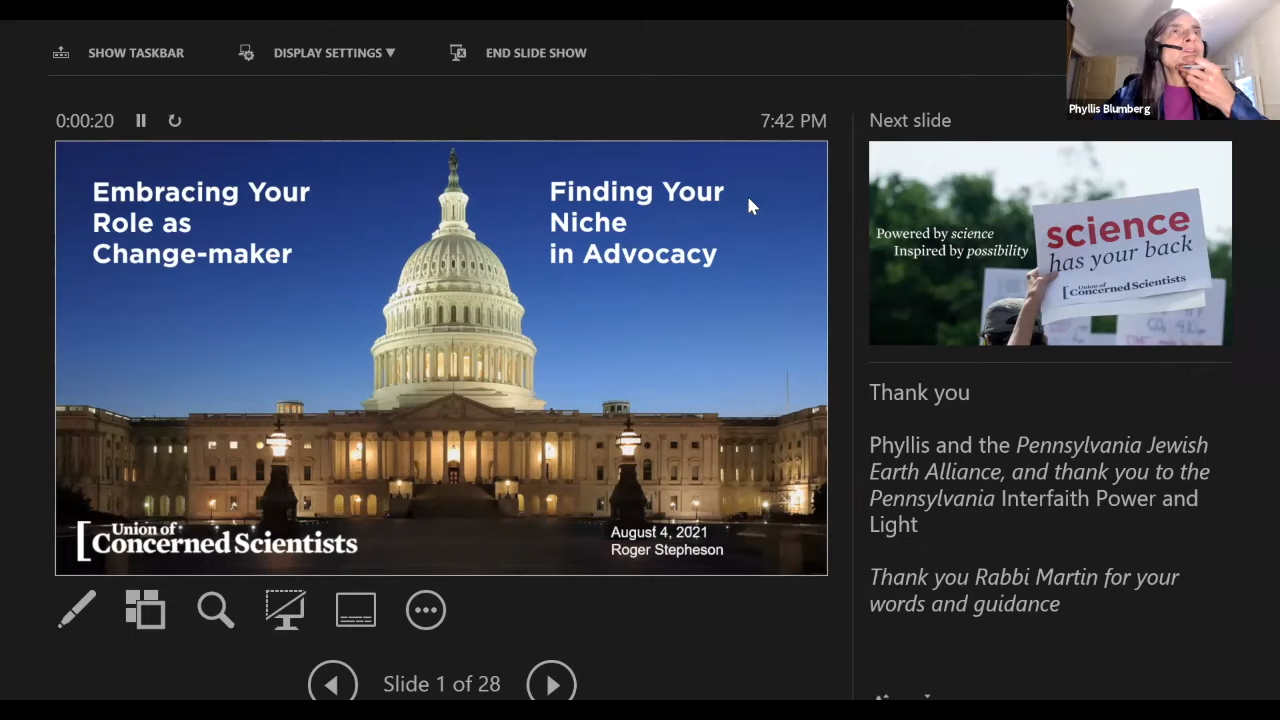 SHOW TASKBAR
DISPLAY SETTINGS ▼
END SLIDE SHOW
Phyllis Blumberg
0:00:20
7:42 PM
Next slide
Embracing Your
Role as
Change-maker
Finding Your
Niche
in Advocacy
Union of
Concerned Scientists
August 4, 2021
Roger Stepheson
Powered by science
Inspired by possibility
science
has your back
Union of
Concerned Scientists
Thank you
Phyllis and the Pennsylvania Jewish
Earth Alliance, and thank you to the
Pennsylvania Interfaith Power and
Light
Thank you Rabbi Martin for your
words and guidance
Slide 1 of 28